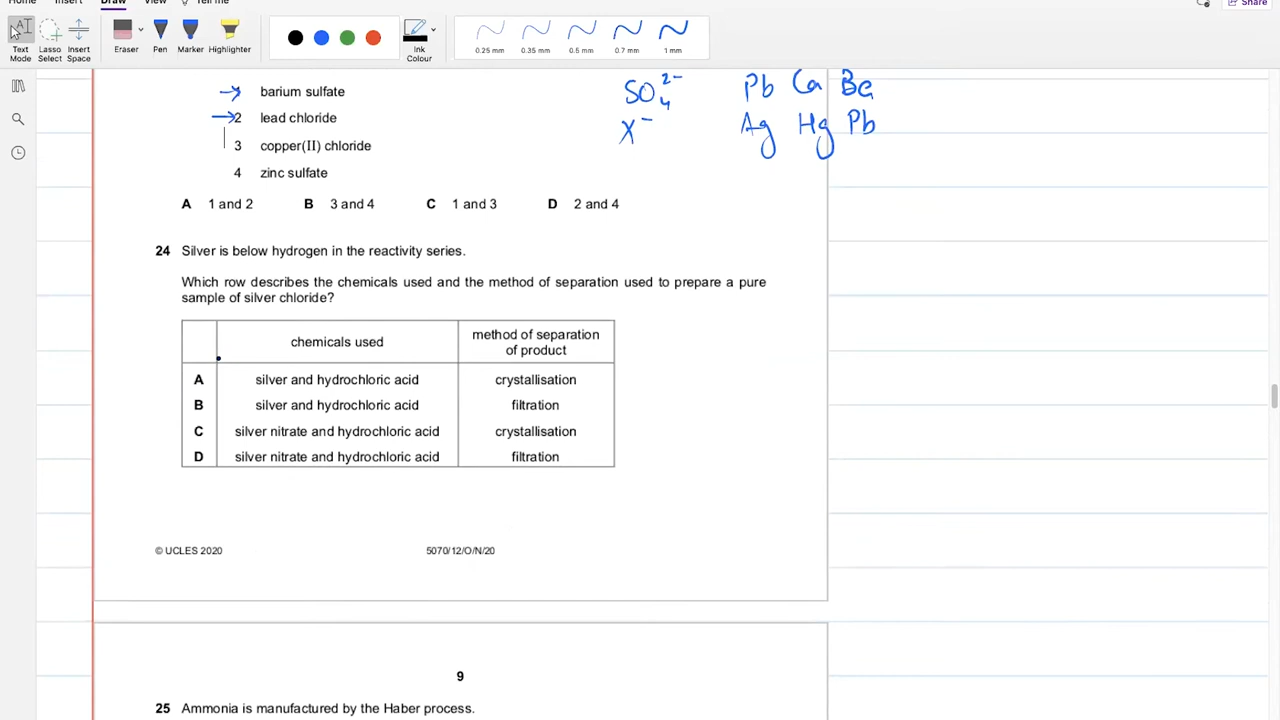 Home Insert Draw View Tell me
Share
Text Mode
Lasso Select
Insert Space
Eraser
Pen
Marker
Highlighter
Ink Colour
0.25 mm
0.35 mm
0.5 mm
0.7 mm
1 mm
SO₄²⁻ Pb Ca Ba
X⁻ Ag Hg Pb
barium sulfate
2 lead chloride
3 copper(II) chloride
4 zinc sulfate
A 1 and 2 B 3 and 4 C 1 and 3 D 2 and 4
24 Silver is below hydrogen in the reactivity series.
Which row describes the chemicals used and the method of separation used to prepare a pure
sample of silver chloride?
chemicals used
method of separation
of product
A silver and hydrochloric acid crystallisation
B silver and hydrochloric acid filtration
C silver nitrate and hydrochloric acid crystallisation
D silver nitrate and hydrochloric acid filtration
© UCLES 2020 5070/12/O/N/20
9
25 Ammonia is manufactured by the Haber process.